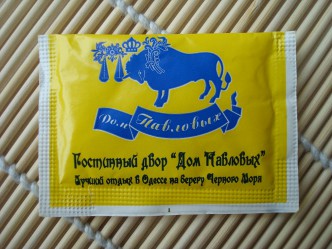 Дом Павловых
Гостинный двор "Дом Павловых"
Лучший отдых в Одессе на берегу Черного Моря